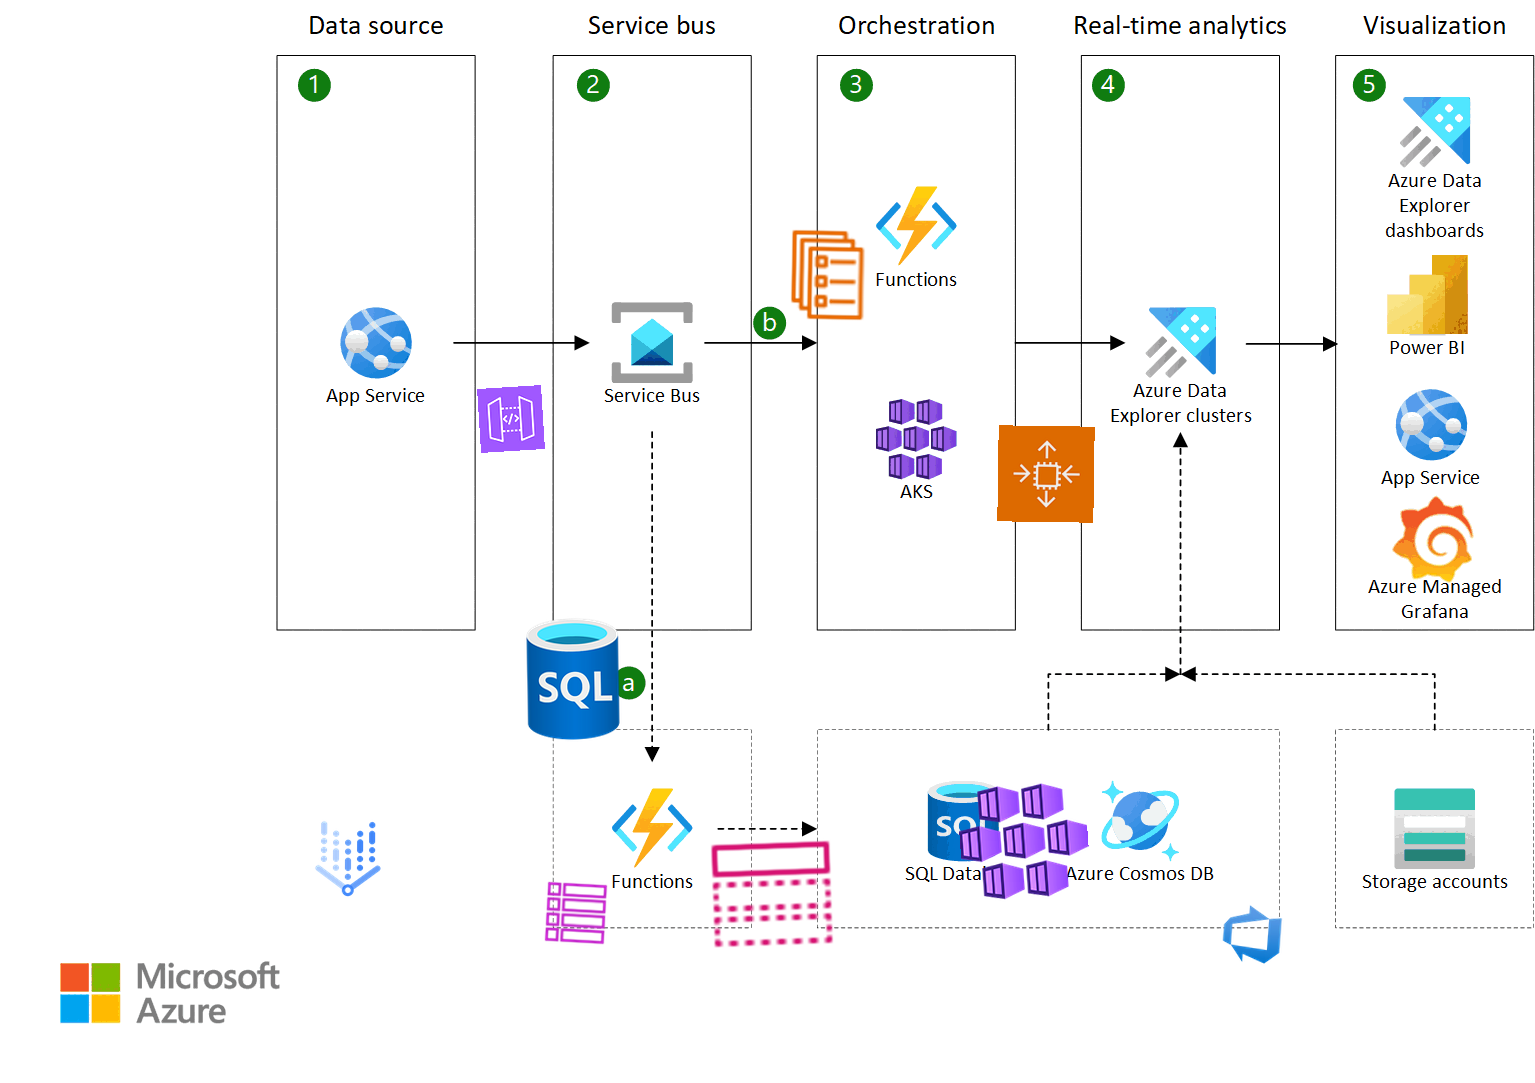 Data source
Service bus
Orchestration
Real-time analytics
Visualization
1
2
3
4
5
Azure Data
Explorer
dashboards
Functions
b
Power BI
App Service
Service Bus
Azure Data
Explorer clusters
AKS
App Service
Azure Managed
Grafana
SQL
a
Functions
SQL
SQL Data
Azure Cosmos DB
Storage accounts
Microsoft
Azure